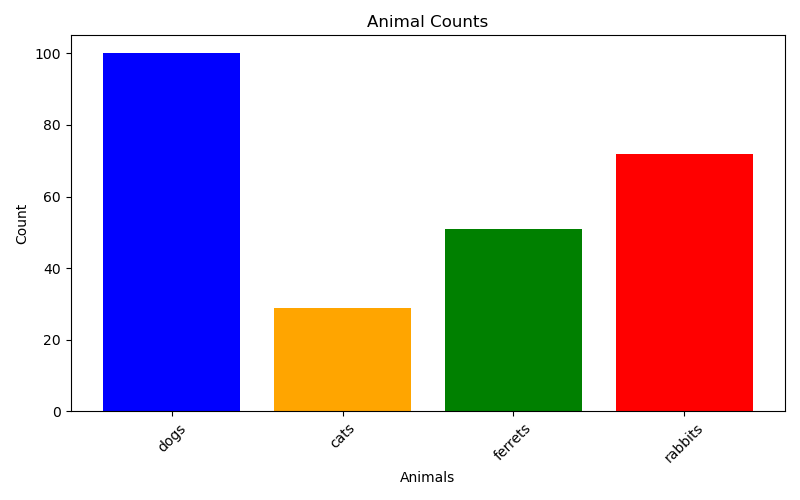 Animal Counts
Count
100
80
60
40
20
0
dogs
cats
ferrets
rabbits
Animals